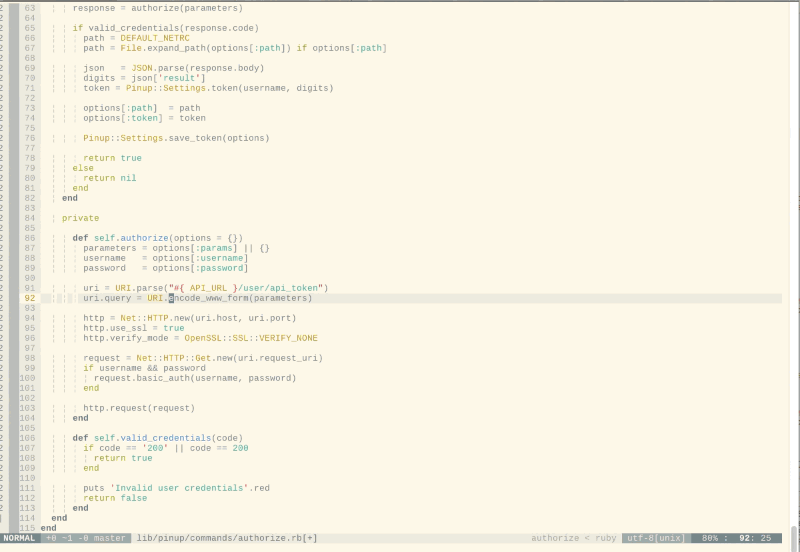 63 response = authorize(parameters)
64
65 if valid_credentials(response.code)
66 path = DEFAULT_NETRC
67 path = File.expand_path(options[:path]) if options[:path]
68
69 json   = JSON.parse(response.body)
70 digits = json['result']
71 token = Pinup::Settings.token(username, digits)
72
73 options[:path]  = path
74 options[:token] = token
75
76 Pinup::Settings.save_token(options)
77
78 return true
79 else
80 return nil
81 end
82 end
83
84 private
85
86 def self.authorize(options = {})
87 parameters = options[:params] || {}
88 username   = options[:username]
89 password   = options[:password]
90
91 uri = URI.parse("#{ API_URL }/user/api_token")
92 uri.query = URI.encode_www_form(parameters)
93
94 http = Net::HTTP.new(uri.host, uri.port)
95 http.use_ssl = true
96 http.verify_mode = OpenSSL::SSL::VERIFY_NONE
97
98 request = Net::HTTP::Get.new(uri.request_uri)
99 if username && password
100 request.basic_auth(username, password)
101 end
102
103 http.request(request)
104 end
105
106 def self.valid_credentials(code)
107 if code == '200' || code == 200
108 return true
109 end
110
111 puts 'Invalid user credentials'.red
112 return false
113 end
114 end
115 end
NORMAL +0 ~1 -0 master lib/pinup/commands/authorize.rb[+] authorize < ruby utf-8[unix] 80% : 92: 25